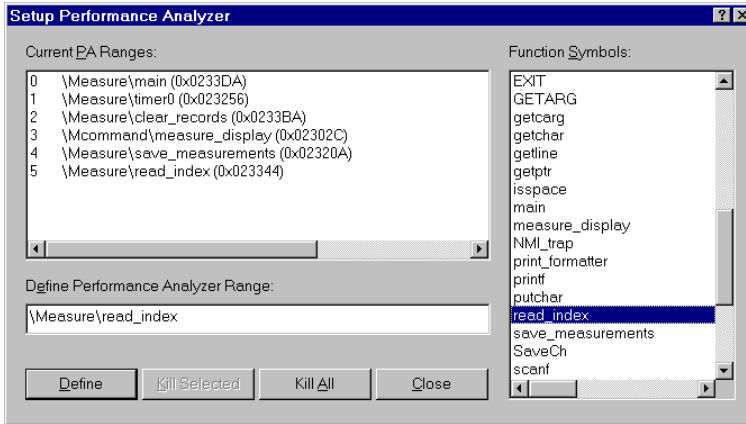 Setup Performance Analyzer
Current PA Ranges:
0 \Measure\main (0x0233DA)
1 \Measure\timer0 (0x023256)
2 \Measure\clear_records (0x0233BA)
3 \Mcommand\measure_display (0x02302C)
4 \Measure\save_measurements (0x02320A)
5 \Measure\read_index (0x023344)
Define Performance Analyzer Range:
\Measure\read_index
Define Kill Selected Kill All Close
Function Symbols:
EXIT
GETARG
getcarg
getchar
getline
getptr
isspace
main
measure_display
NMI_trap
print_formatter
printf
putchar
read_index
save_measurements
SaveCh
scanf